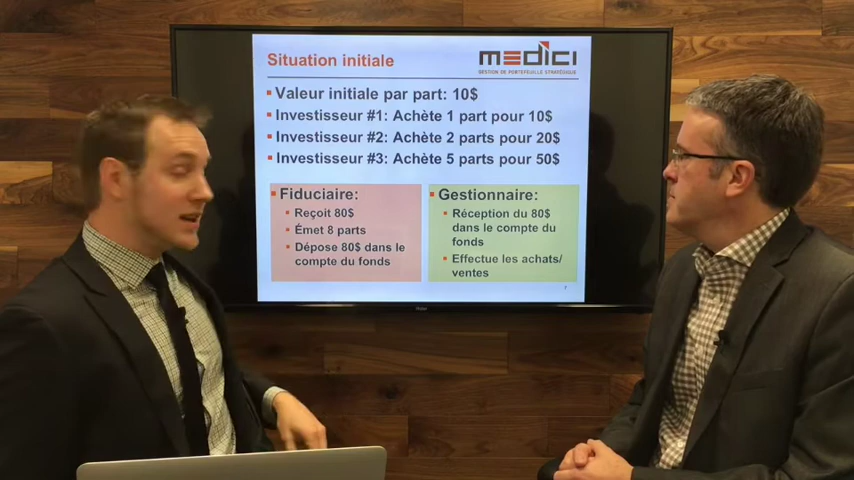 Situation initiale
MEDICI
GESTION DE PORTEFEUILLE STRATÉGIQUE
Valeur initiale par part: 10$
Investisseur #1: Achète 1 part pour 10$
Investisseur #2: Achète 2 parts pour 20$
Investisseur #3: Achète 5 parts pour 50$
Fiduciaire:
Reçoit 80$
Émet 8 parts
Dépose 80$ dans le
compte du fonds
Gestionnaire:
Réception du 80$
dans le compte du
fonds
Effectue les achats/
ventes
7